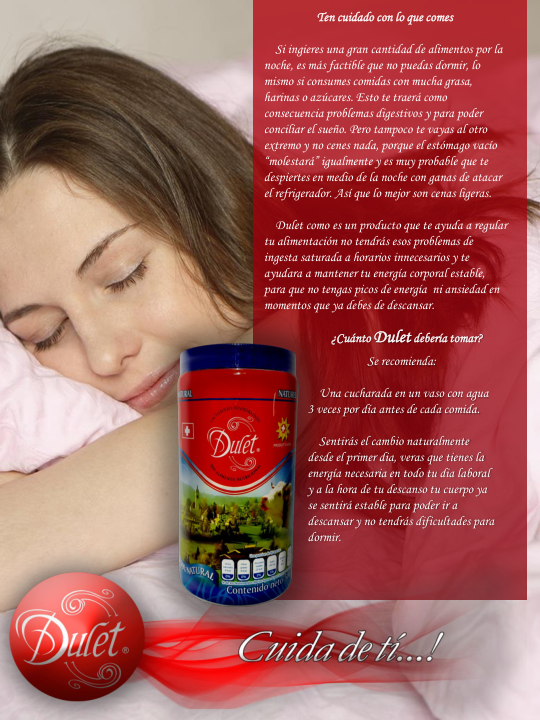 Ten cuidado con lo que comes
Si ingieres una gran cantidad de alimentos por la
noche, es más factible que no puedas dormir, lo
mismo si consumes comidas con mucha grasa,
harinas o azúcares. Esto te traerá como
consecuencia problemas digestivos y para poder
conciliar el sueño. Pero tampoco te vayas al otro
extremo y no cenes nada, porque el estómago vacío
"molestará" igualmente y es muy probable que te
despiertes en medio de la noche con ganas de atacar
el refrigerador. Así que lo mejor son cenas ligeras.
Dulet como es un producto que te ayuda a regular
tu alimentación no tendrás esos problemas de
ingesta saturada a horarios innecesarios y te
ayudara a mantener tu energía corporal estable,
para que no tengas picos de energía ni ansiedad en
momentos que ya debes de descansar.
¿Cuánto Dulet debería tomar?
Se recomienda:
Una cucharada en un vaso con agua
3 veces por dia antes de cada comida.
Sentirás el cambio naturalmente
desde el primer dia, veras que tienes la
energía necesaria en todo tu dia laboral
y a la hora de tu descanso tu cuerpo ya
se sentirá estable para poder ir a
descansar y no tendrás dificultades para
dormir.
Dulet®
NATURAL
Contenido neto
Dulet®
Cuida de tí...!